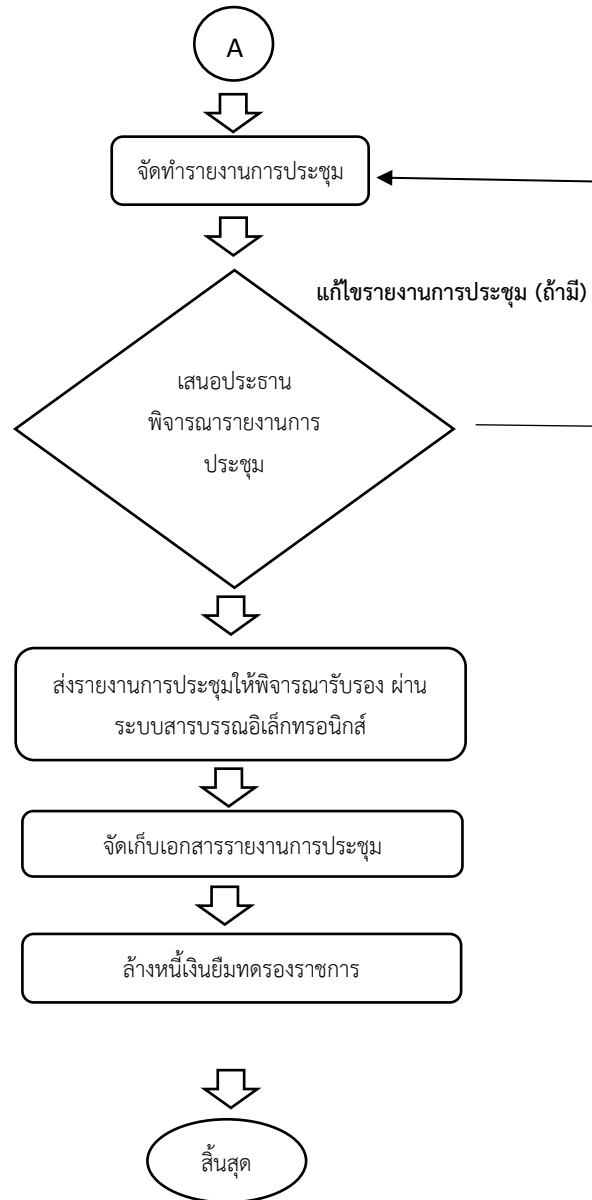 A
จัดทำรายงานการประชุม
แก้ไขรายงานการประชุม (ถ้ามี)
เสนอประธาน
พิจารณารายงานการ
ประชุม
ส่งรายงานการประชุมให้พิจารณารับรอง ผ่าน
ระบบสารบรรณอิเล็กทรอนิกส์
จัดเก็บเอกสารรายงานการประชุม
ล้างหนี้เงินยืมทดรองราชการ
สิ้นสุด